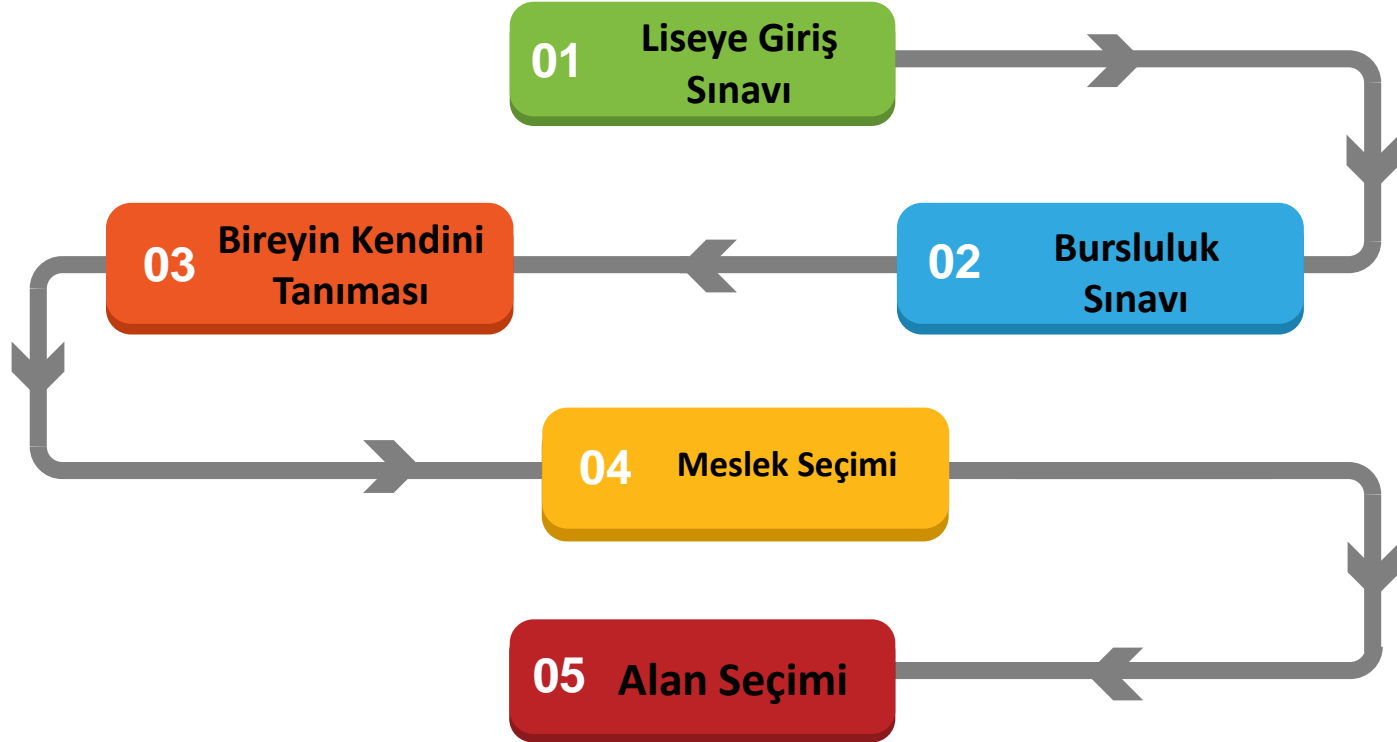 01 Liseye Giriş
Sınavı
02 Bursluluk
Sınavı
03 Bireyin Kendini
Tanıması
04 Meslek Seçimi
05 Alan Seçimi